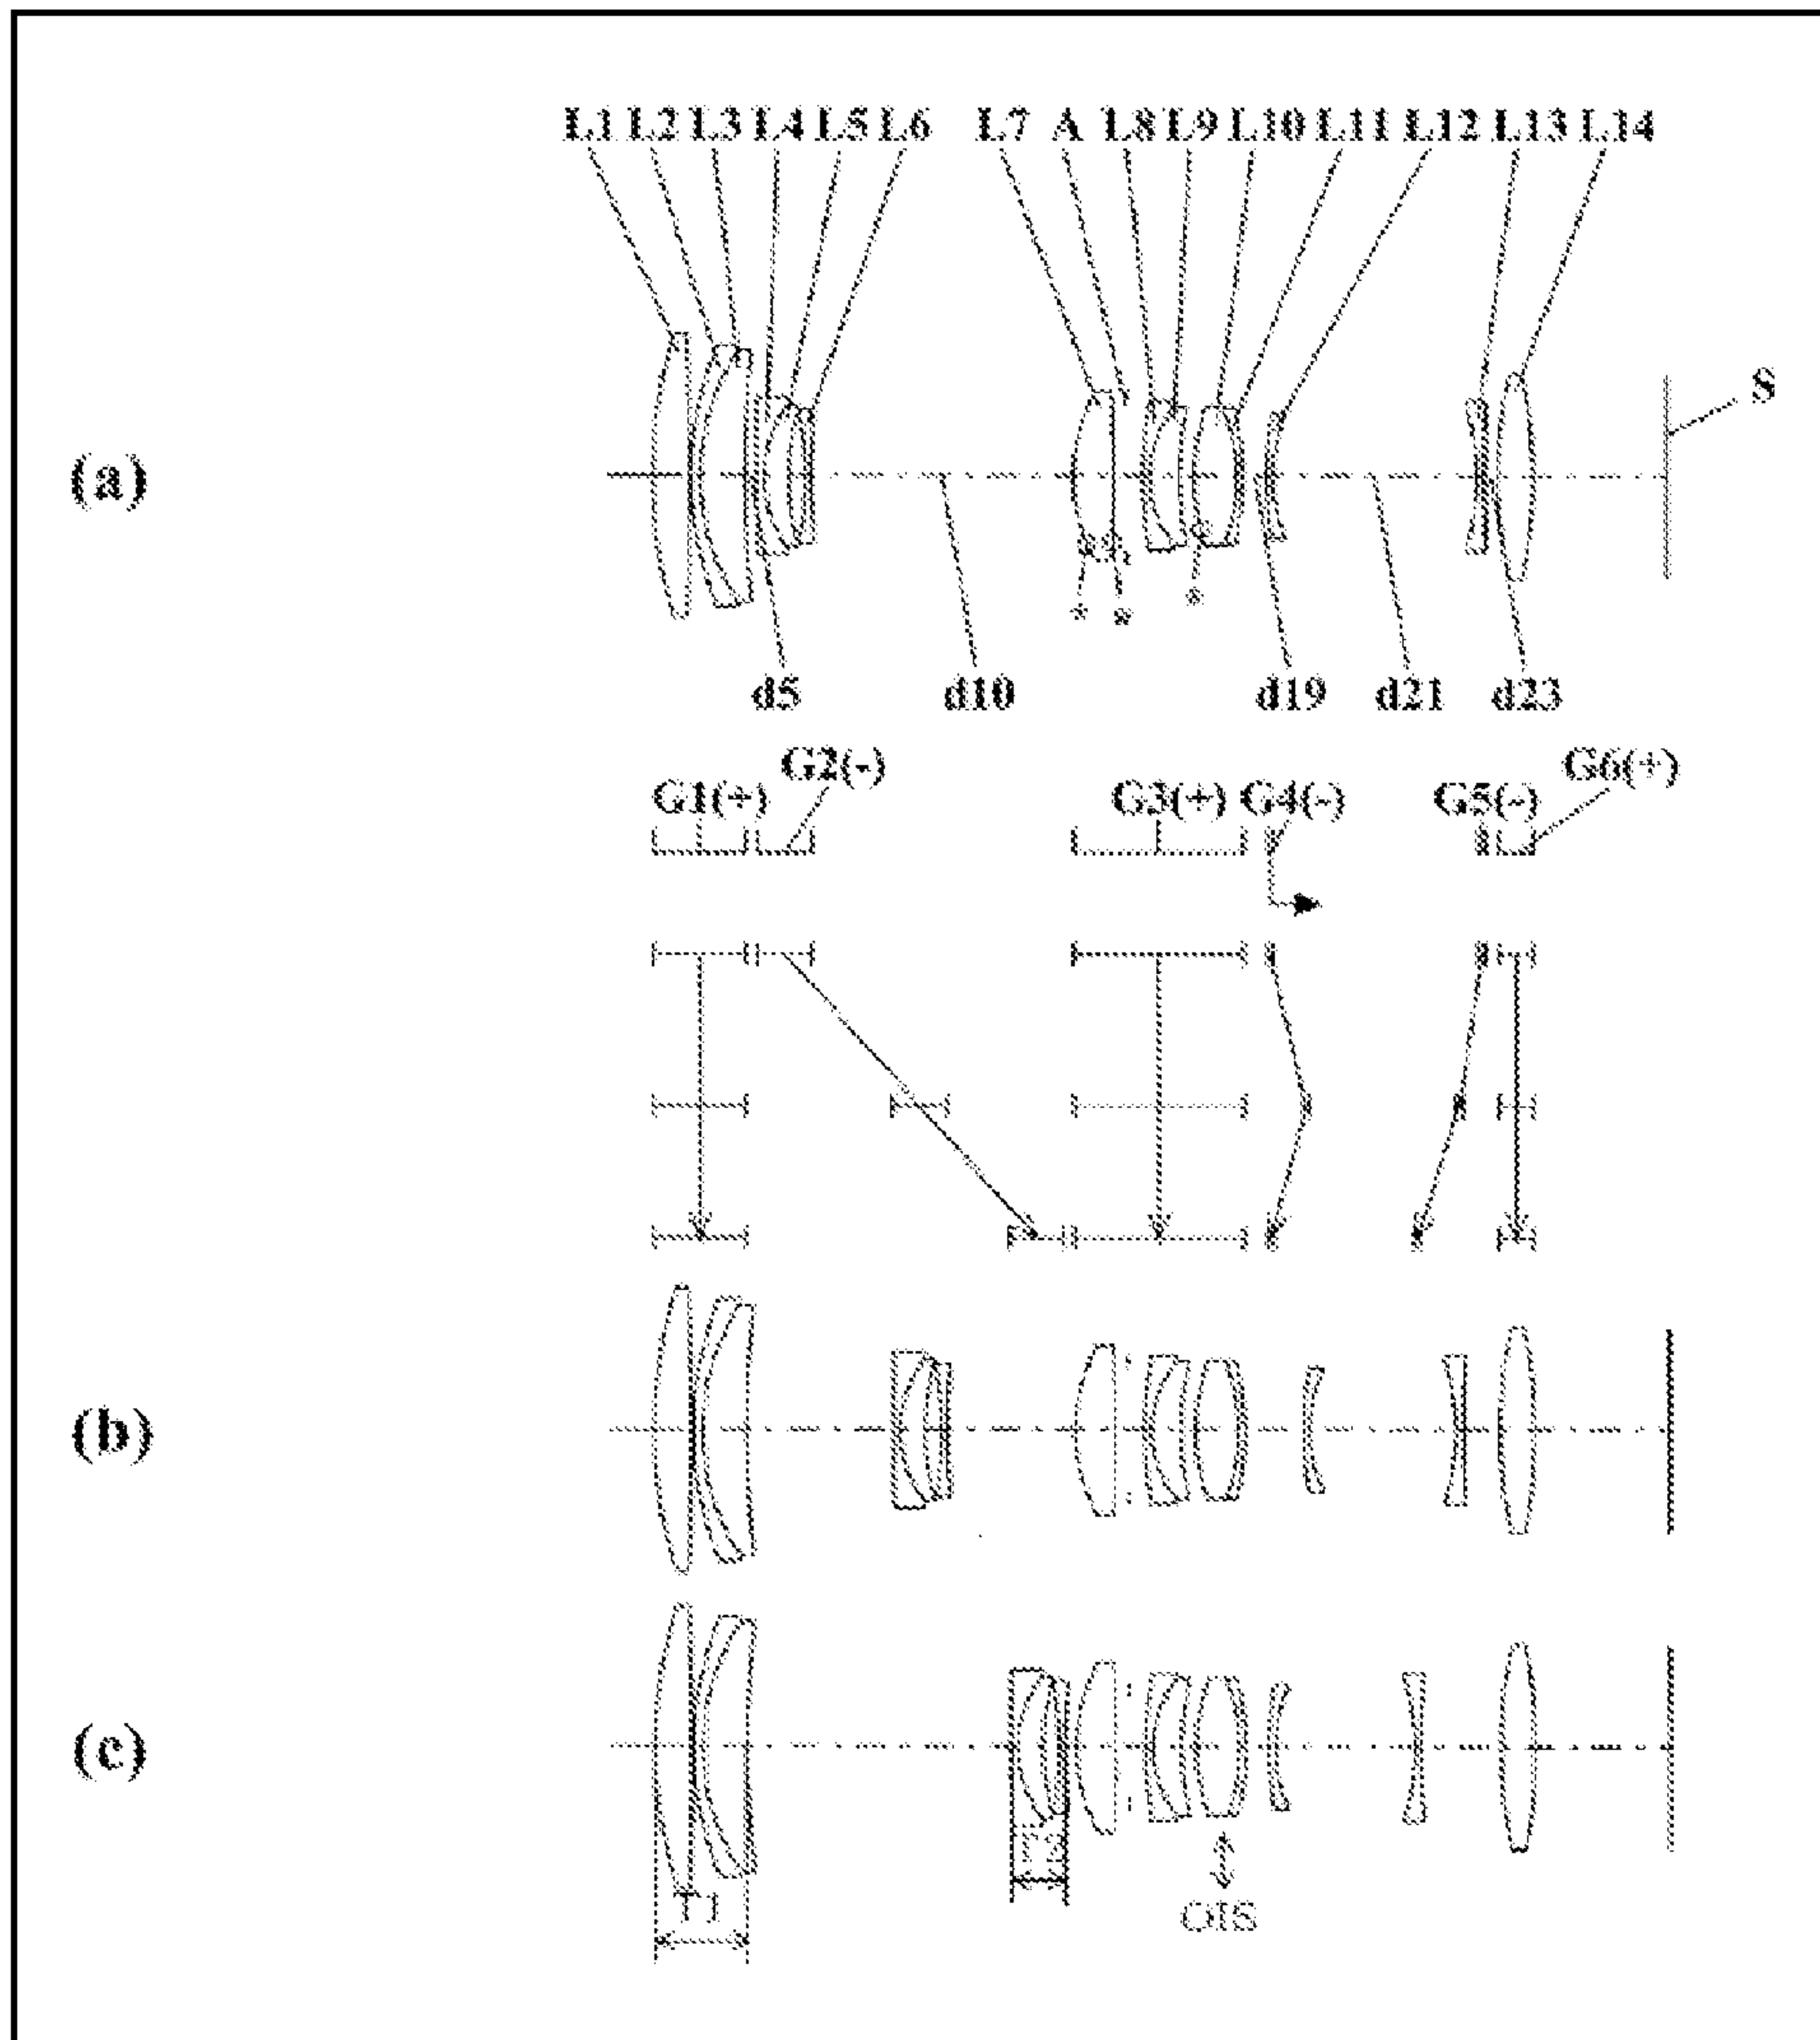 L1 L2 L3 L4 L5 L6 L7 A L8 L9 L10 L11 L12 L13 L14
S
(a)
* * *
d5 d10 d19 d21 d23
G1(+) G2(-) G3(+) G4(-) G5(-) G6(+)
(b)
(c)
T2
T1
OIS